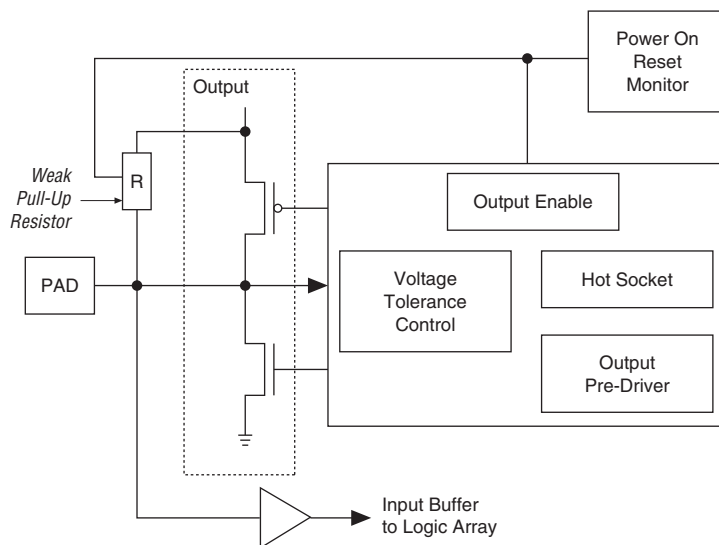 Power On
Reset
Monitor
Output
Weak
Pull-Up
Resistor
R
Output Enable
PAD
Voltage
Tolerance
Control
Hot Socket
Output
Pre-Driver
Input Buffer
to Logic Array